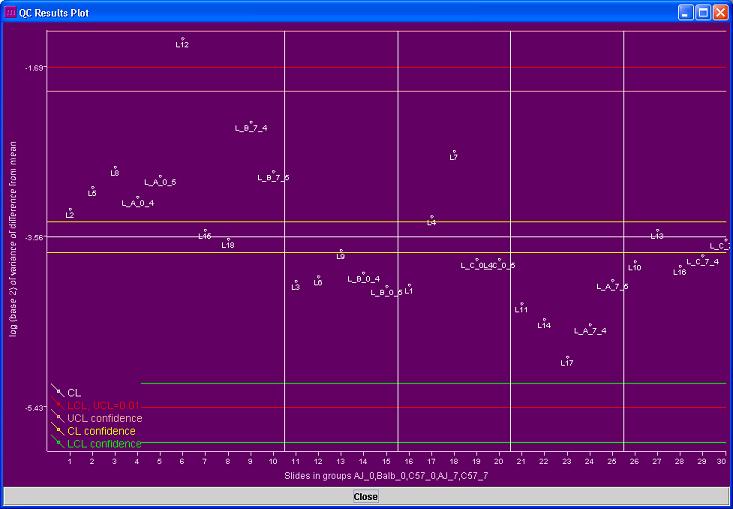 QC Results Plot
L12
-1.69
L_B_7_4
L7
L8
L_A_0_5
L_B_7_5
L5
L_A_0_4
L2
L4
L15
-3.56
L13
L18
L_C_7
L9
L_C_0_4
L_C_0_5
L10
L_C_7_4
L16
L3
L6
L_B_0_4
L_B_0_5
L1
L_A_7_5
L11
L14
L_A_7_4
L17
log (base 2) of variance of difference from mean
CL
LCL, UCL=0.01
-5.43
UCL confidence
CL confidence
LCL confidence
1 2 3 4 5 6 7 8 9 10 11 12 13 14 15 16 17 18 19 20 21 22 23 24 25 26 27 28 29 30
Slides in groups AJ_0,Balb_0,C57_0,AJ_7,C57_7
Close